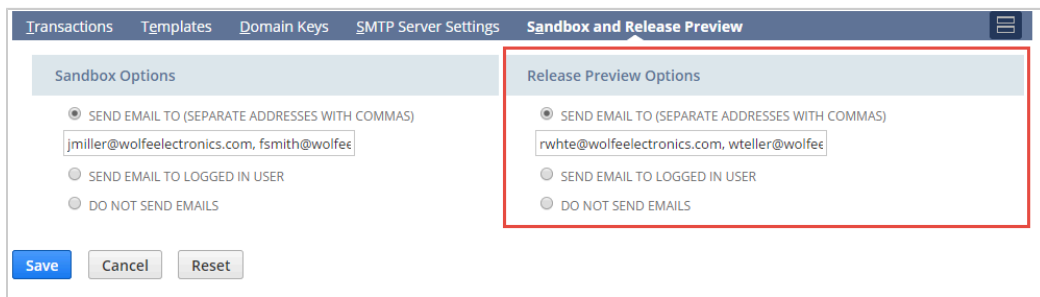 Transactions Templates Domain Keys SMTP Server Settings Sandbox and Release Preview
Sandbox Options
SEND EMAIL TO (SEPARATE ADDRESSES WITH COMMAS)
jmiller@wolfeelectronics.com, fsmith@wolfee
SEND EMAIL TO LOGGED IN USER
DO NOT SEND EMAILS
Release Preview Options
SEND EMAIL TO (SEPARATE ADDRESSES WITH COMMAS)
rwhte@wolfeelectronics.com, wteller@wolfee
SEND EMAIL TO LOGGED IN USER
DO NOT SEND EMAILS
Save Cancel Reset